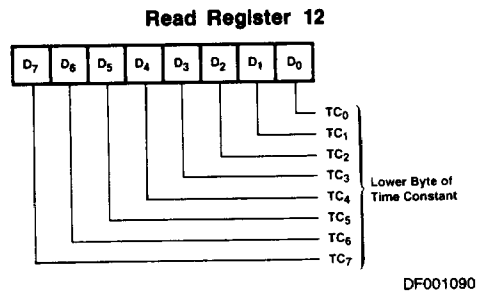 Read Register 12
D7 D6 D5 D4 D3 D2 D1 D0
TC0
TC1
TC2
TC3
TC4
TC5
TC6
TC7
Lower Byte of
Time Constant
DF001090